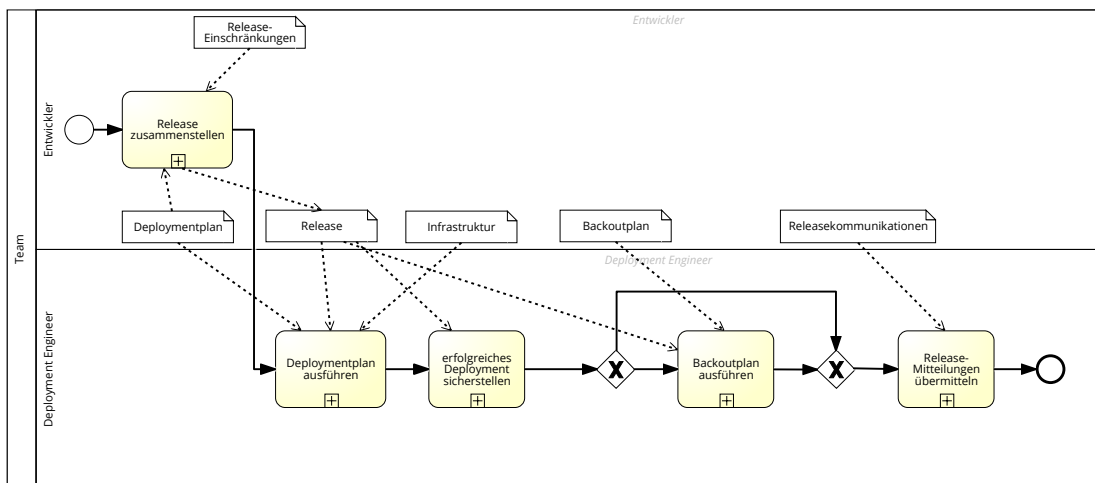 Entwickler
Release-
Einschränkungen
Entwickler
Release
zusammenstellen
Team
Deploymentplan
Release
Infrastruktur
Backoutplan
Releasekommunikationen
Deployment Engineer
Deployment Engineer
Deploymentplan
ausführen
erfolgreiches
Deployment
sicherstellen
X
Backoutplan
ausführen
X
Release-
Mitteilungen
übermitteln